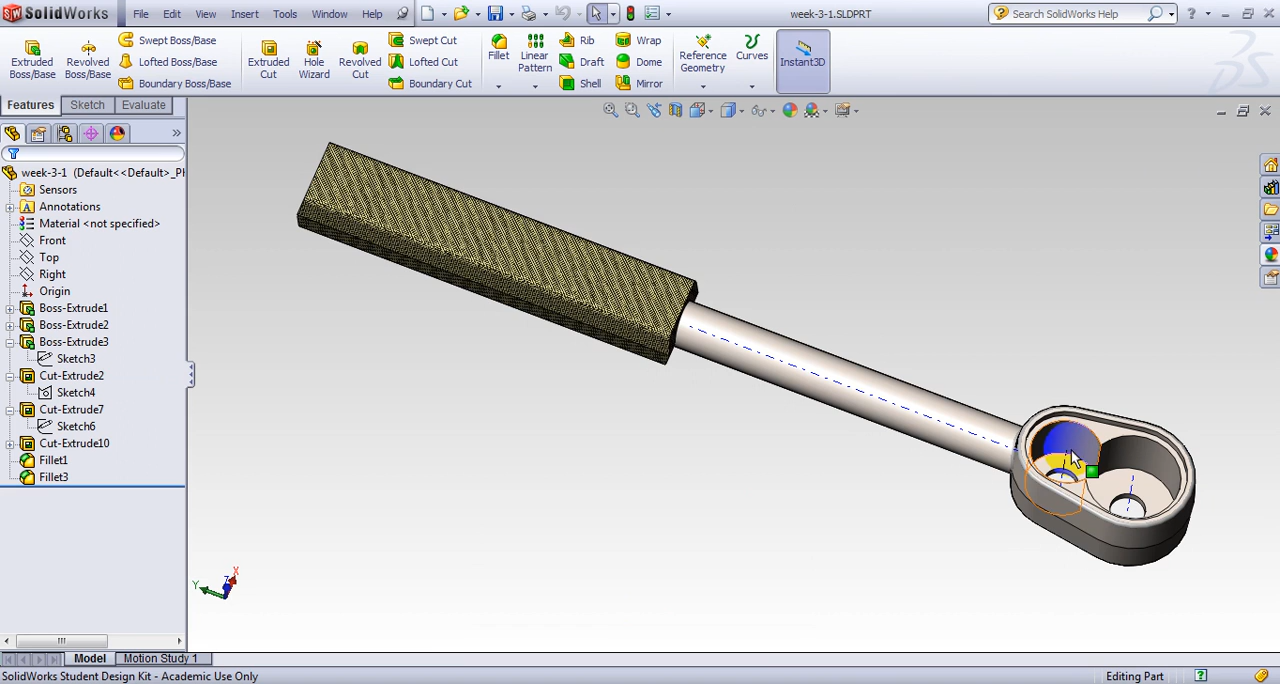 SolidWorks File Edit View Insert Tools Window Help week-3-1.SLDPRT Search SolidWorks Help
Extruded Boss/Base
Revolved Boss/Base
Swept Boss/Base
Lofted Boss/Base
Boundary Boss/Base
Extruded Cut
Hole Wizard
Revolved Cut
Swept Cut
Lofted Cut
Boundary Cut
Fillet
Linear Pattern
Rib
Draft
Shell
Wrap
Dome
Mirror
Reference Geometry
Curves
Instant3D
Features Sketch Evaluate
week-3-1 (Default<<Default>_Pl
Sensors
Annotations
Material <not specified>
Front
Top
Right
Origin
Boss-Extrude1
Boss-Extrude2
Boss-Extrude3
Sketch3
Cut-Extrude2
Sketch4
Cut-Extrude7
Sketch6
Cut-Extrude10
Fillet1
Fillet3
X
Y
Z
Model Motion Study 1
SolidWorks Student Design Kit - Academic Use Only Editing Part